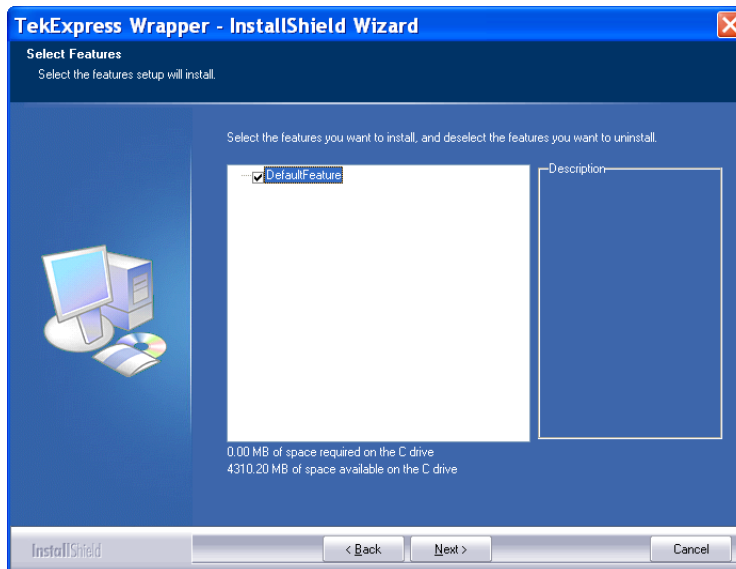 TekExpress Wrapper - InstallShield Wizard
Select Features
Select the features setup will install.
Select the features you want to install, and deselect the features you want to uninstall.
DefaultFeature
Description
0.00 MB of space required on the C drive
4310.20 MB of space available on the C drive
InstallShield
< Back
Next >
Cancel